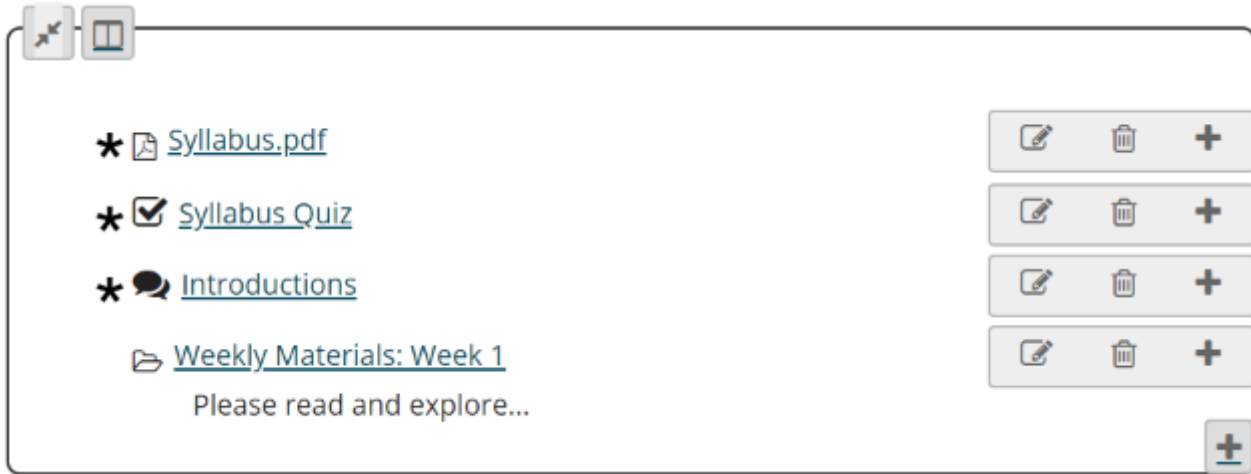 * Syllabus.pdf
* Syllabus Quiz
* Introductions
Weekly Materials: Week 1
Please read and explore...